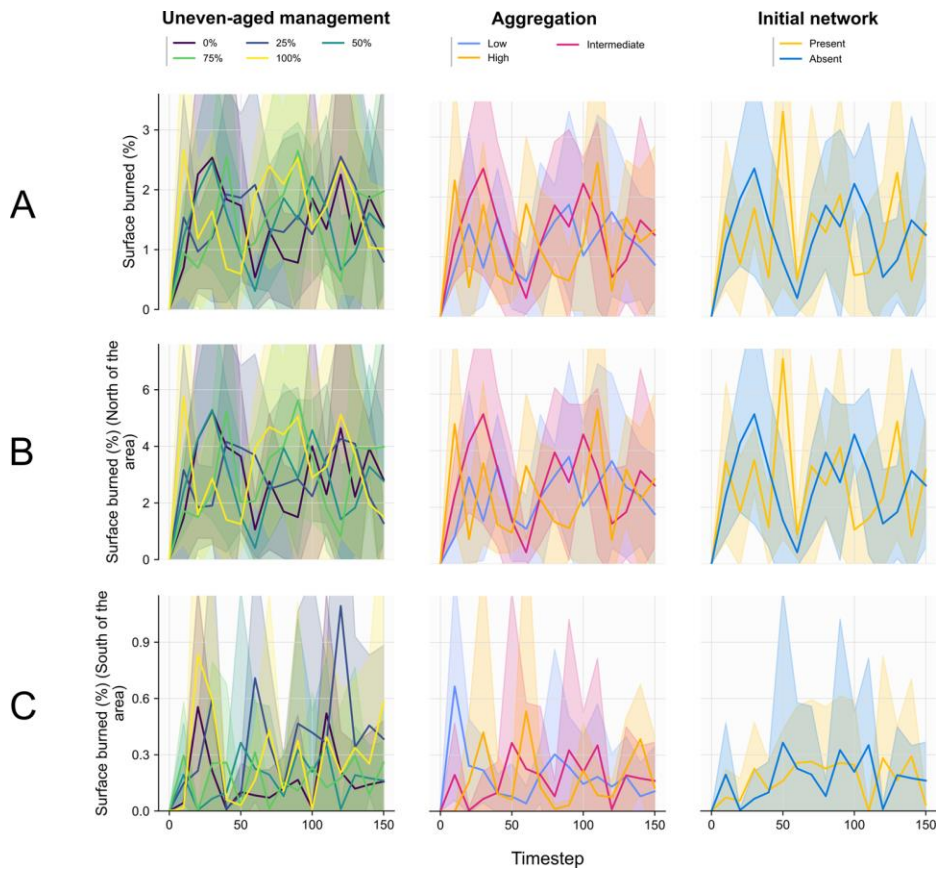 Uneven-aged management
Aggregation
Initial network
0% 25% 50%
75% 100%
Low Intermediate
High
Present
Absent
A
Surface burned (%)
3
2
1
0
B
Surface burned (%) (North of the
area)
6
4
2
0
C
Surface burned (%) (South of the
area)
0.9
0.6
0.3
0.0
0 50 100 150
0 50 100 150
0 50 100 150
Timestep